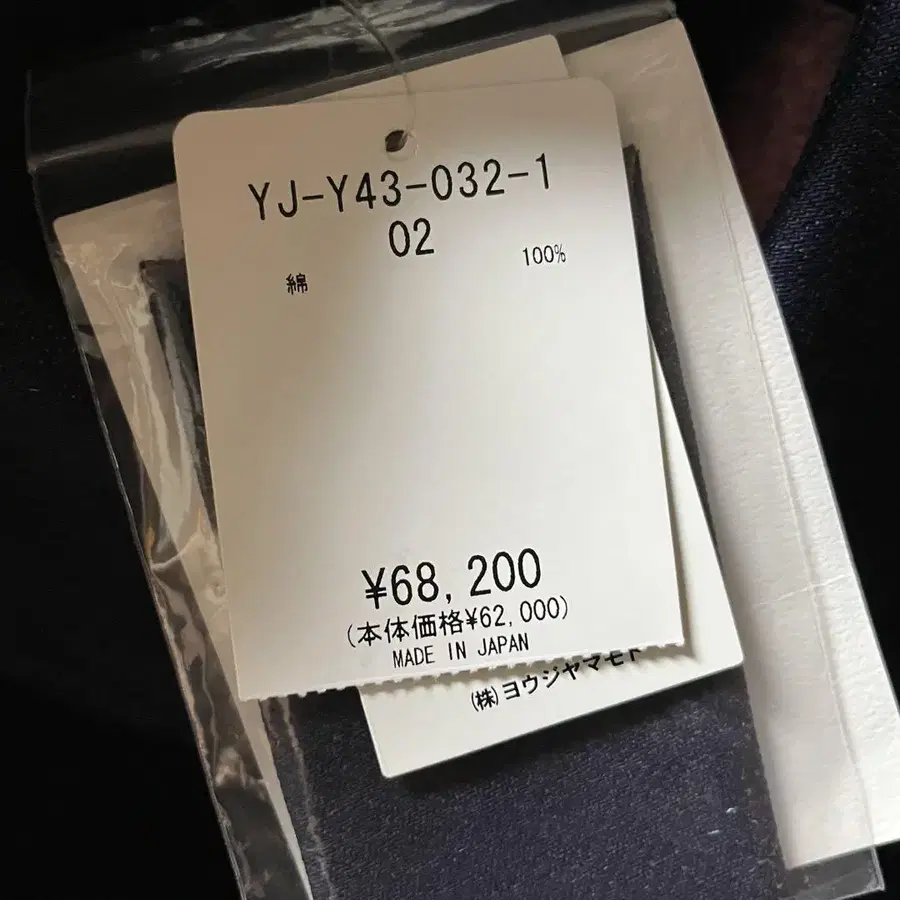 YJ-Y43-032-1
02
綿 100%
¥68,200
(本体価格¥62,000)
MADE IN JAPAN
(株)ヨウジヤマモト